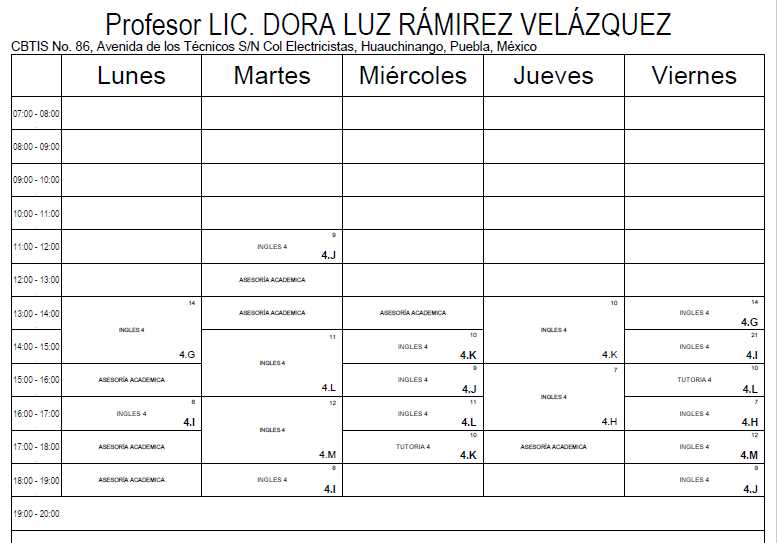 Profesor LIC. DORA LUZ RÁMIREZ VELÁZQUEZ
CBTIS No. 86, Avenida de los Técnicos S/N Col Electricistas, Huauchinango, Puebla, México
Lunes Martes Miércoles Jueves Viernes
07:00 - 08:00
08:00 - 09:00
09:00 - 10:00
10:00 - 11:00
11:00 - 12:00
9
INGLES 4
4.J
12:00 - 13:00
ASESORÍA ACADEMICA
13:00 - 14:00
14
INGLES 4
4.G
ASESORÍA ACADEMICA
ASESORÍA ACADEMICA
10
INGLES 4
4.K
14
INGLES 4
4.G
14:00 - 15:00
11
INGLES 4
4.L
10
INGLES 4
4.K
21
INGLES 4
4.I
15:00 - 16:00
ASESORÍA ACADEMICA
9
INGLES 4
4.J
7
INGLES 4
4.H
10
TUTORIA 4
4.L
16:00 - 17:00
8
INGLES 4
4.I
12
INGLES 4
4.M
11
INGLES 4
4.L
7
INGLES 4
4.H
17:00 - 18:00
ASESORÍA ACADEMICA
10
TUTORIA 4
4.K
ASESORÍA ACADEMICA
12
INGLES 4
4.M
18:00 - 19:00
ASESORÍA ACADEMICA
8
INGLES 4
4.I
9
INGLES 4
4.J
19:00 - 20:00